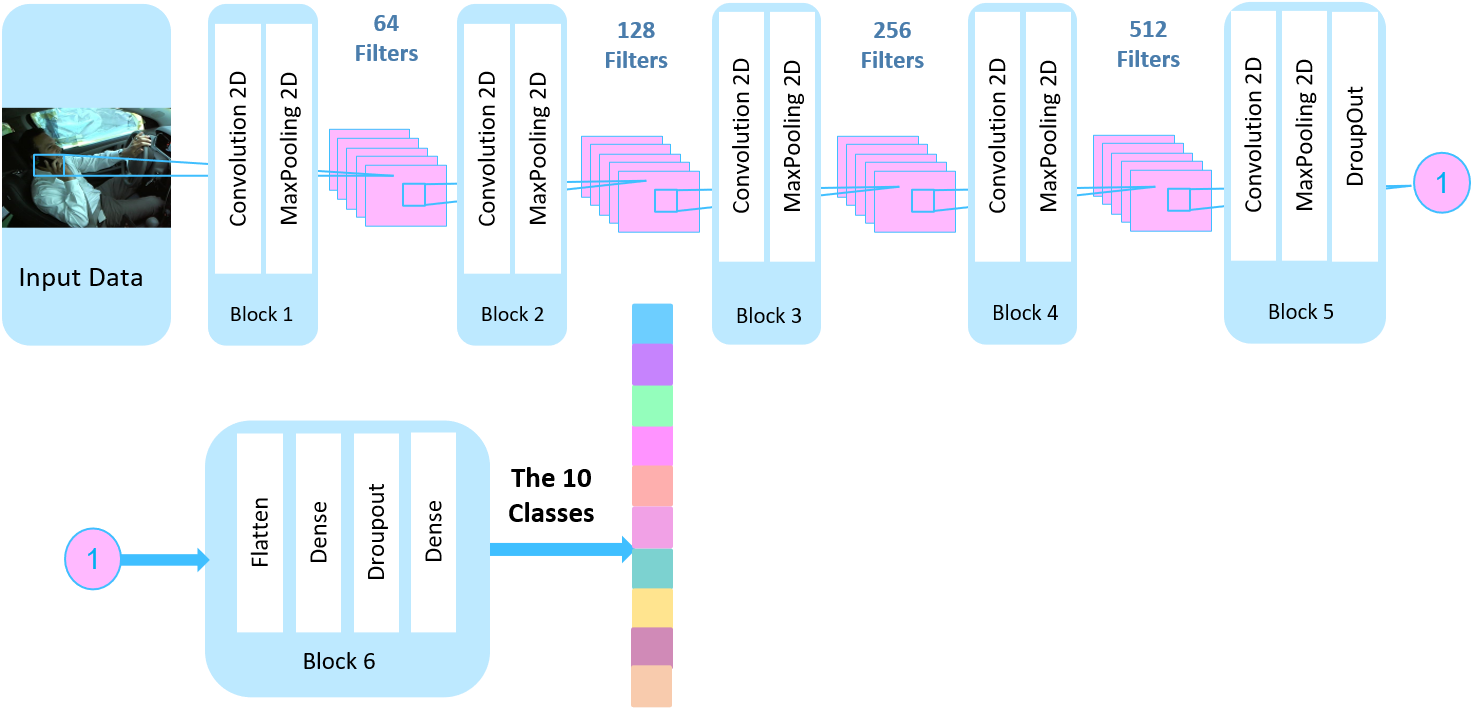 Input Data
Convolution 2D
MaxPooling 2D
Block 1
64
Filters
Convolution 2D
MaxPooling 2D
Block 2
128
Filters
Convolution 2D
MaxPooling 2D
Block 3
256
Filters
Convolution 2D
MaxPooling 2D
Block 4
512
Filters
Convolution 2D
MaxPooling 2D
DroupOut
Block 5
1
1
Flatten
Dense
Droupout
Dense
Block 6
The 10
Classes